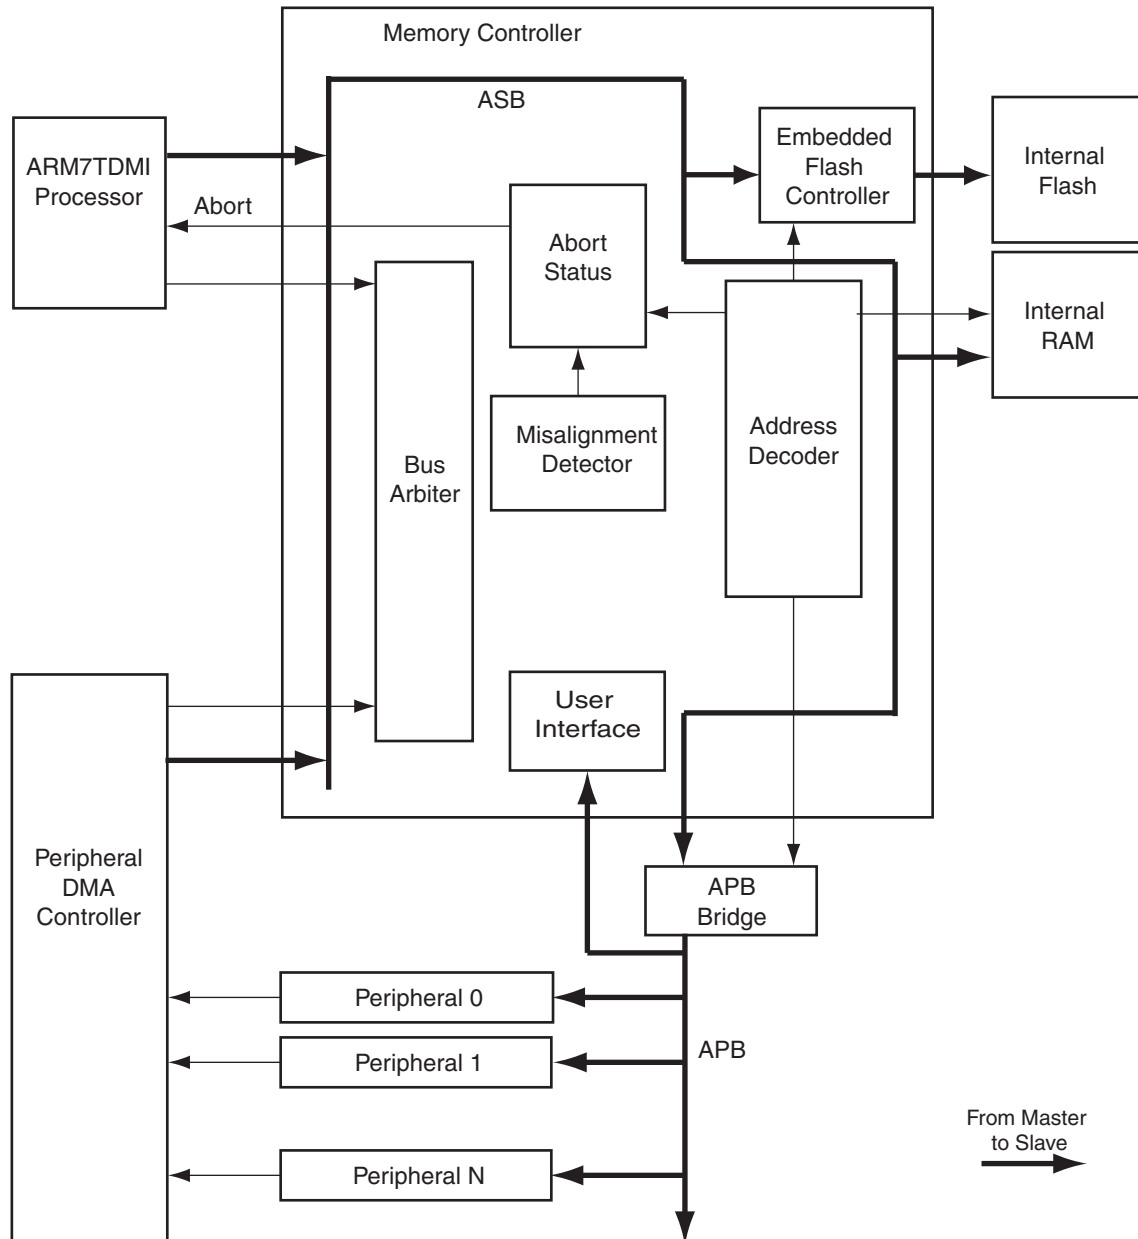 Memory Controller
ASB
ARM7TDMI
Processor
Abort
Embedded
Flash
Controller
Internal
Flash
Abort
Status
Internal
RAM
Misalignment
Detector
Address
Decoder
Bus
Arbiter
User
Interface
Peripheral
DMA
Controller
APB
Bridge
Peripheral 0
Peripheral 1
APB
Peripheral N
From Master
to Slave